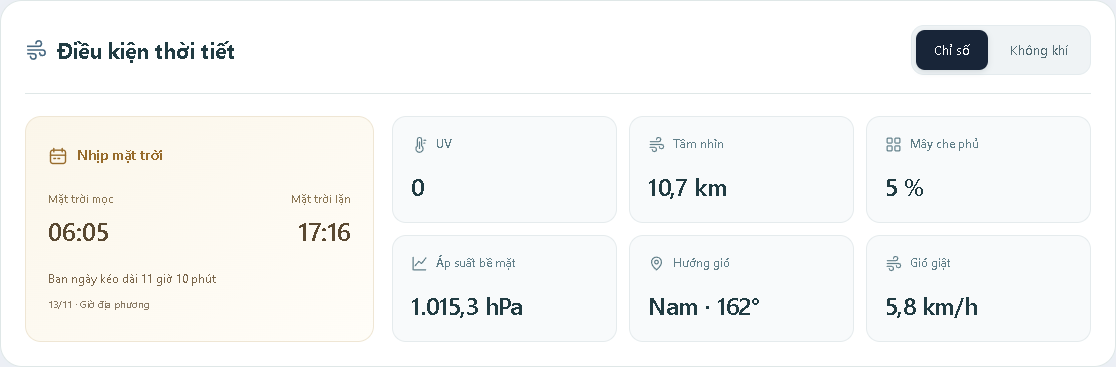 Điều kiện thời tiết
Chỉ số
Không khí
Nhịp mặt trời
Mặt trời mọc
Mặt trời lặn
06:05
17:16
Ban ngày kéo dài 11 giờ 10 phút
13/11 · Giờ địa phương
UV
0
Tầm nhìn
10,7 km
Mây che phủ
5 %
Áp suất bề mặt
1.015,3 hPa
Hướng gió
Nam · 162°
Gió giật
5,8 km/h